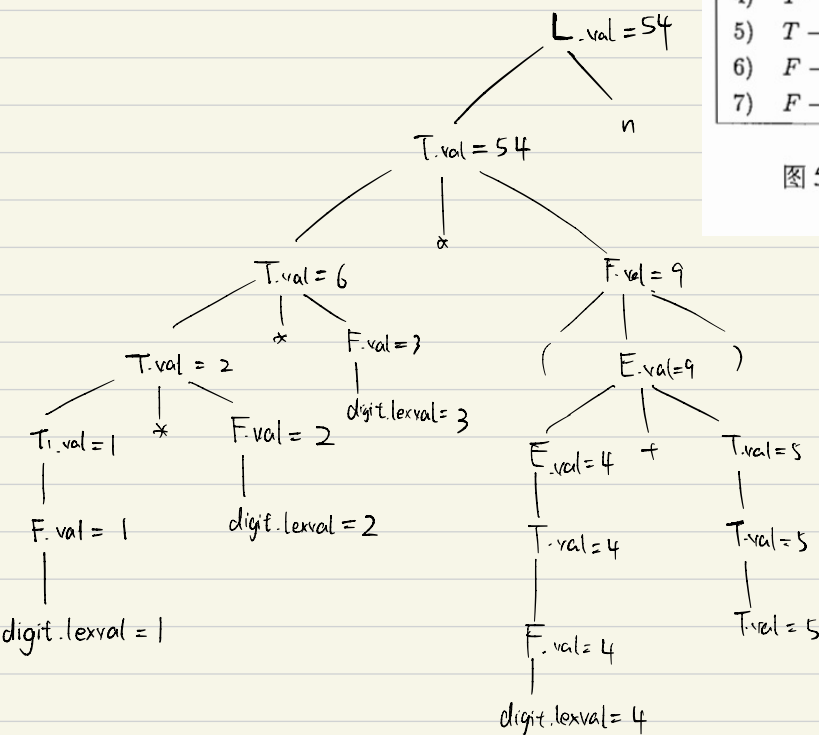 L.val = 54
4) T
5) T –
6) F –
7) F –
图 5
n
T.val = 54
*
T.val = 6
F.val = 9
*
F.val = 3
( E.val=9 )
T.val = 2
digit.lexval = 3
T₁.val = 1
*
F.val = 2
E.val=4
+
T.val=5
F.val = 1
digit.lexval = 2
T.val=4
T.val=5
digit.lexval = 1
F.val=4
T.val = 5
digit.lexval = 4